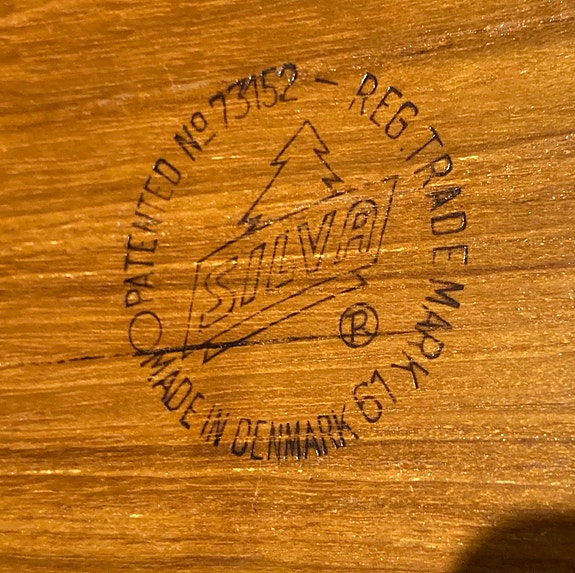 PATENTED Nº 73152 - REG. TRADE MARK 61
SILVA
®
MADE IN DENMARK